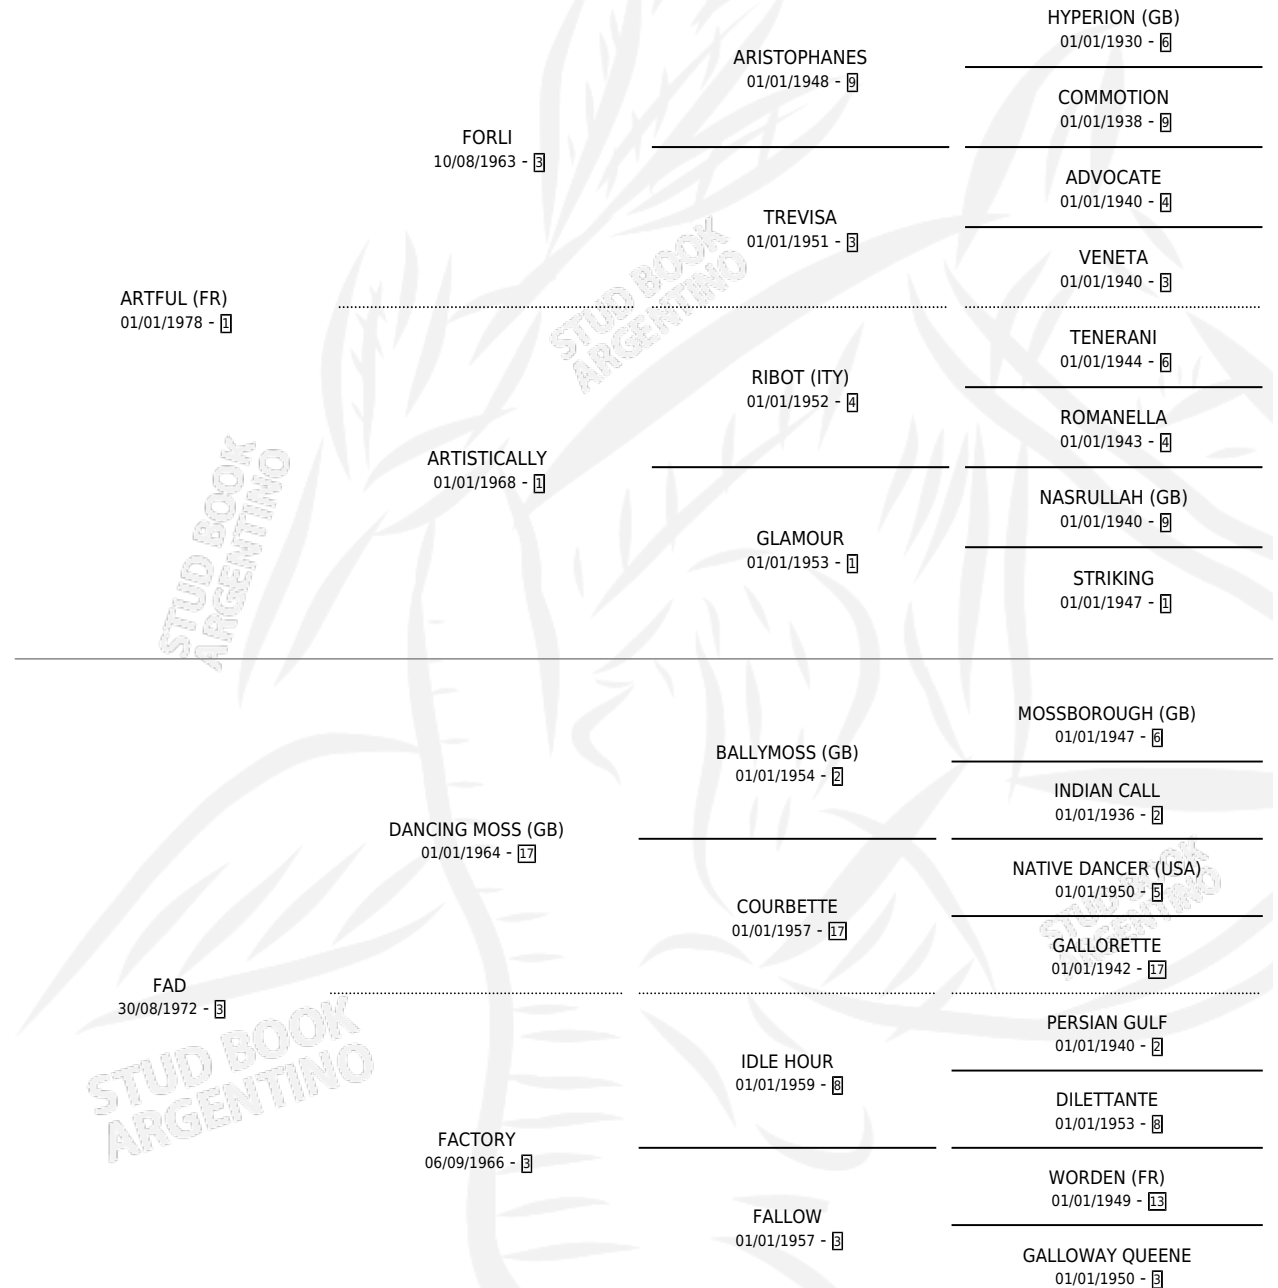 HYPERION (GB)
01/01/1930 - 6
ARISTOPHANES
01/01/1948 - 9
COMMOTION
01/01/1938 - 9
FORLI
10/08/1963 - 3
ADVOCATE
01/01/1940 - 4
TREVISA
01/01/1951 - 3
VENETA
01/01/1940 - 3
ARTFUL (FR)
01/01/1978 - 1
TENERANI
01/01/1944 - 6
RIBOT (ITY)
01/01/1952 - 4
ROMANELLA
01/01/1943 - 4
ARTISTICALLY
01/01/1968 - 1
NASRULLAH (GB)
01/01/1940 - 9
GLAMOUR
01/01/1953 - 1
STRIKING
01/01/1947 - 1
STUD BOOK
ARGENTINO
STUD BOOK
ARGENTINO
MOSSBOROUGH (GB)
01/01/1947 - 6
BALLYMOSS (GB)
01/01/1954 - 2
INDIAN CALL
01/01/1936 - 2
DANCING MOSS (GB)
01/01/1964 - 17
NATIVE DANCER (USA)
01/01/1950 - 5
COURBETTE
01/01/1957 - 17
GALLORETTE
01/01/1942 - 17
FAD
30/08/1972 - 3
PERSIAN GULF
01/01/1940 - 2
IDLE HOUR
01/01/1959 - 8
DILETTANTE
01/01/1953 - 8
FACTORY
06/09/1966 - 3
WORDEN (FR)
01/01/1949 - 13
FALLOW
01/01/1957 - 3
GALLOWAY QUEENE
01/01/1950 - 3
STUD BOOK
ARGENTINO
STUD BOOK
ARGENTINO